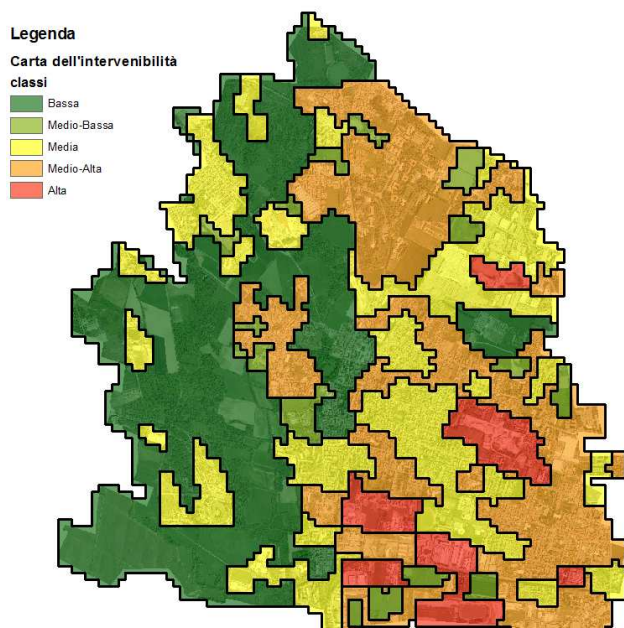 Legenda
Carta dell'intervenibilità
classi
Bassa
Medio-Bassa
Media
Medio-Alta
Alta